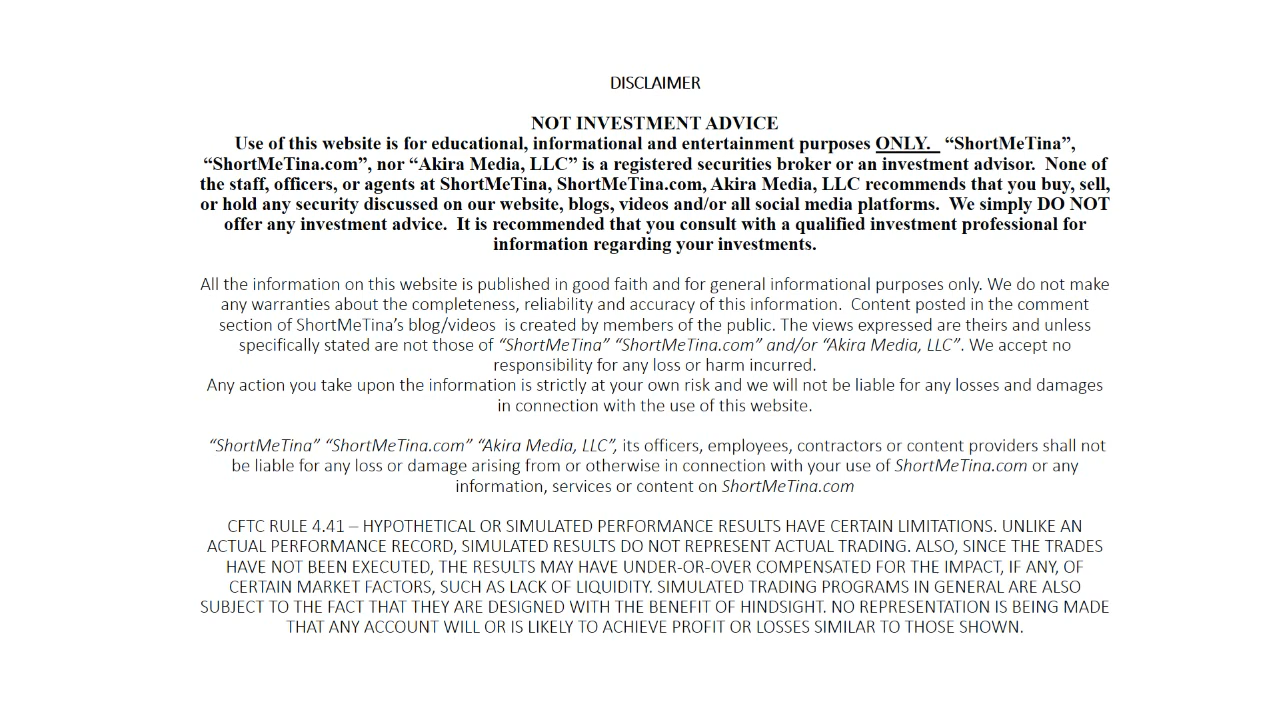 DISCLAIMER
NOT INVESTMENT ADVICE
Use of this website is for educational, informational and entertainment purposes ONLY. “ShortMeTina”,
“ShortMeTina.com”, nor “Akira Media, LLC” is a registered securities broker or an investment advisor. None of
the staff, officers, or agents at ShortMeTina, ShortMeTina.com, Akira Media, LLC recommends that you buy, sell,
or hold any security discussed on our website, blogs, videos and/or all social media platforms. We simply DO NOT
offer any investment advice. It is recommended that you consult with a qualified investment professional for
information regarding your investments.
All the information on this website is published in good faith and for general informational purposes only. We do not make
any warranties about the completeness, reliability and accuracy of this information. Content posted in the comment
section of ShortMeTina’s blog/videos is created by members of the public. The views expressed are theirs and unless
specifically stated are not those of “ShortMeTina” “ShortMeTina.com” and/or “Akira Media, LLC”. We accept no
responsibility for any loss or harm incurred.
Any action you take upon the information is strictly at your own risk and we will not be liable for any losses and damages
in connection with the use of this website.
“ShortMeTina” “ShortMeTina.com” “Akira Media, LLC”, its officers, employees, contractors or content providers shall not
be liable for any loss or damage arising from or otherwise in connection with your use of ShortMeTina.com or any
information, services or content on ShortMeTina.com
CFTC RULE 4.41 – HYPOTHETICAL OR SIMULATED PERFORMANCE RESULTS HAVE CERTAIN LIMITATIONS. UNLIKE AN
ACTUAL PERFORMANCE RECORD, SIMULATED RESULTS DO NOT REPRESENT ACTUAL TRADING. ALSO, SINCE THE TRADES
HAVE NOT BEEN EXECUTED, THE RESULTS MAY HAVE UNDER-OR-OVER COMPENSATED FOR THE IMPACT, IF ANY, OF
CERTAIN MARKET FACTORS, SUCH AS LACK OF LIQUIDITY. SIMULATED TRADING PROGRAMS IN GENERAL ARE ALSO
SUBJECT TO THE FACT THAT THEY ARE DESIGNED WITH THE BENEFIT OF HINDSIGHT. NO REPRESENTATION IS BEING MADE
THAT ANY ACCOUNT WILL OR IS LIKELY TO ACHIEVE PROFIT OR LOSSES SIMILAR TO THOSE SHOWN.